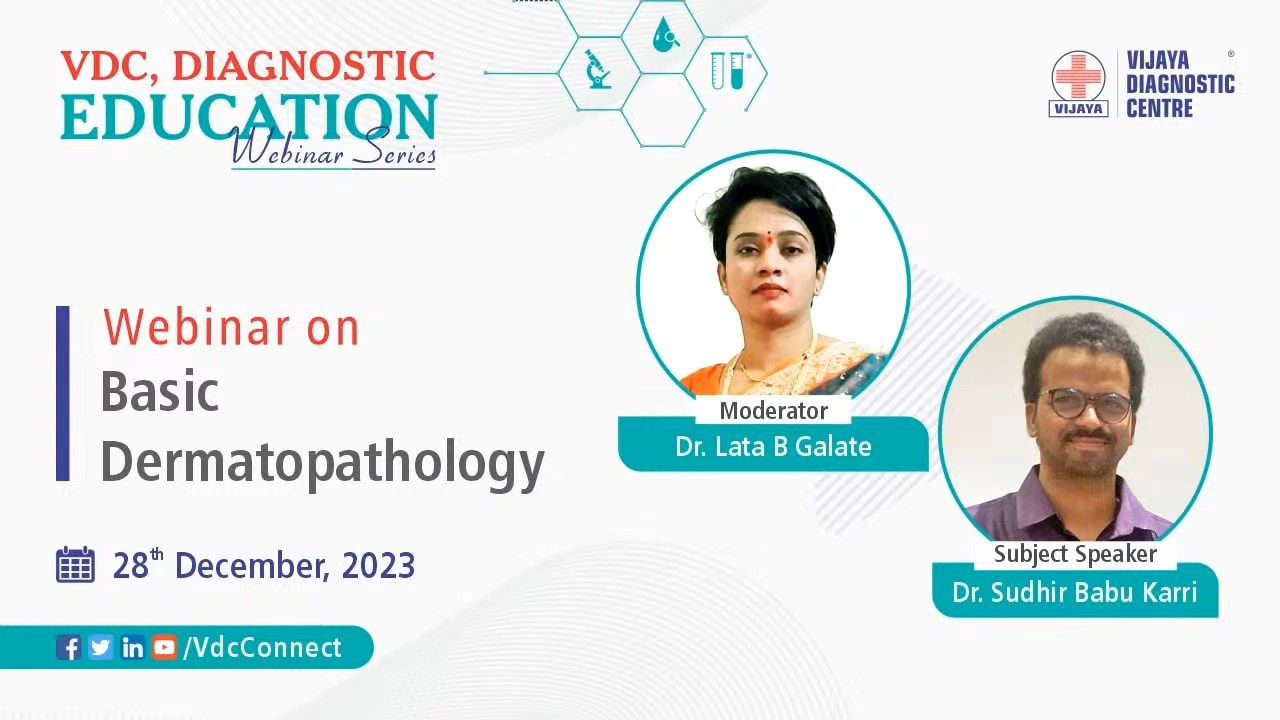 VDC, DIAGNOSTIC
EDUCATION
Webinar Series
VIJAYA
VIJAYA
DIAGNOSTIC
CENTRE
®
Webinar on
Basic
Dermatopathology
28th December, 2023
/VdcConnect
Moderator
Dr. Lata B Galate
Subject Speaker
Dr. Sudhir Babu Karri